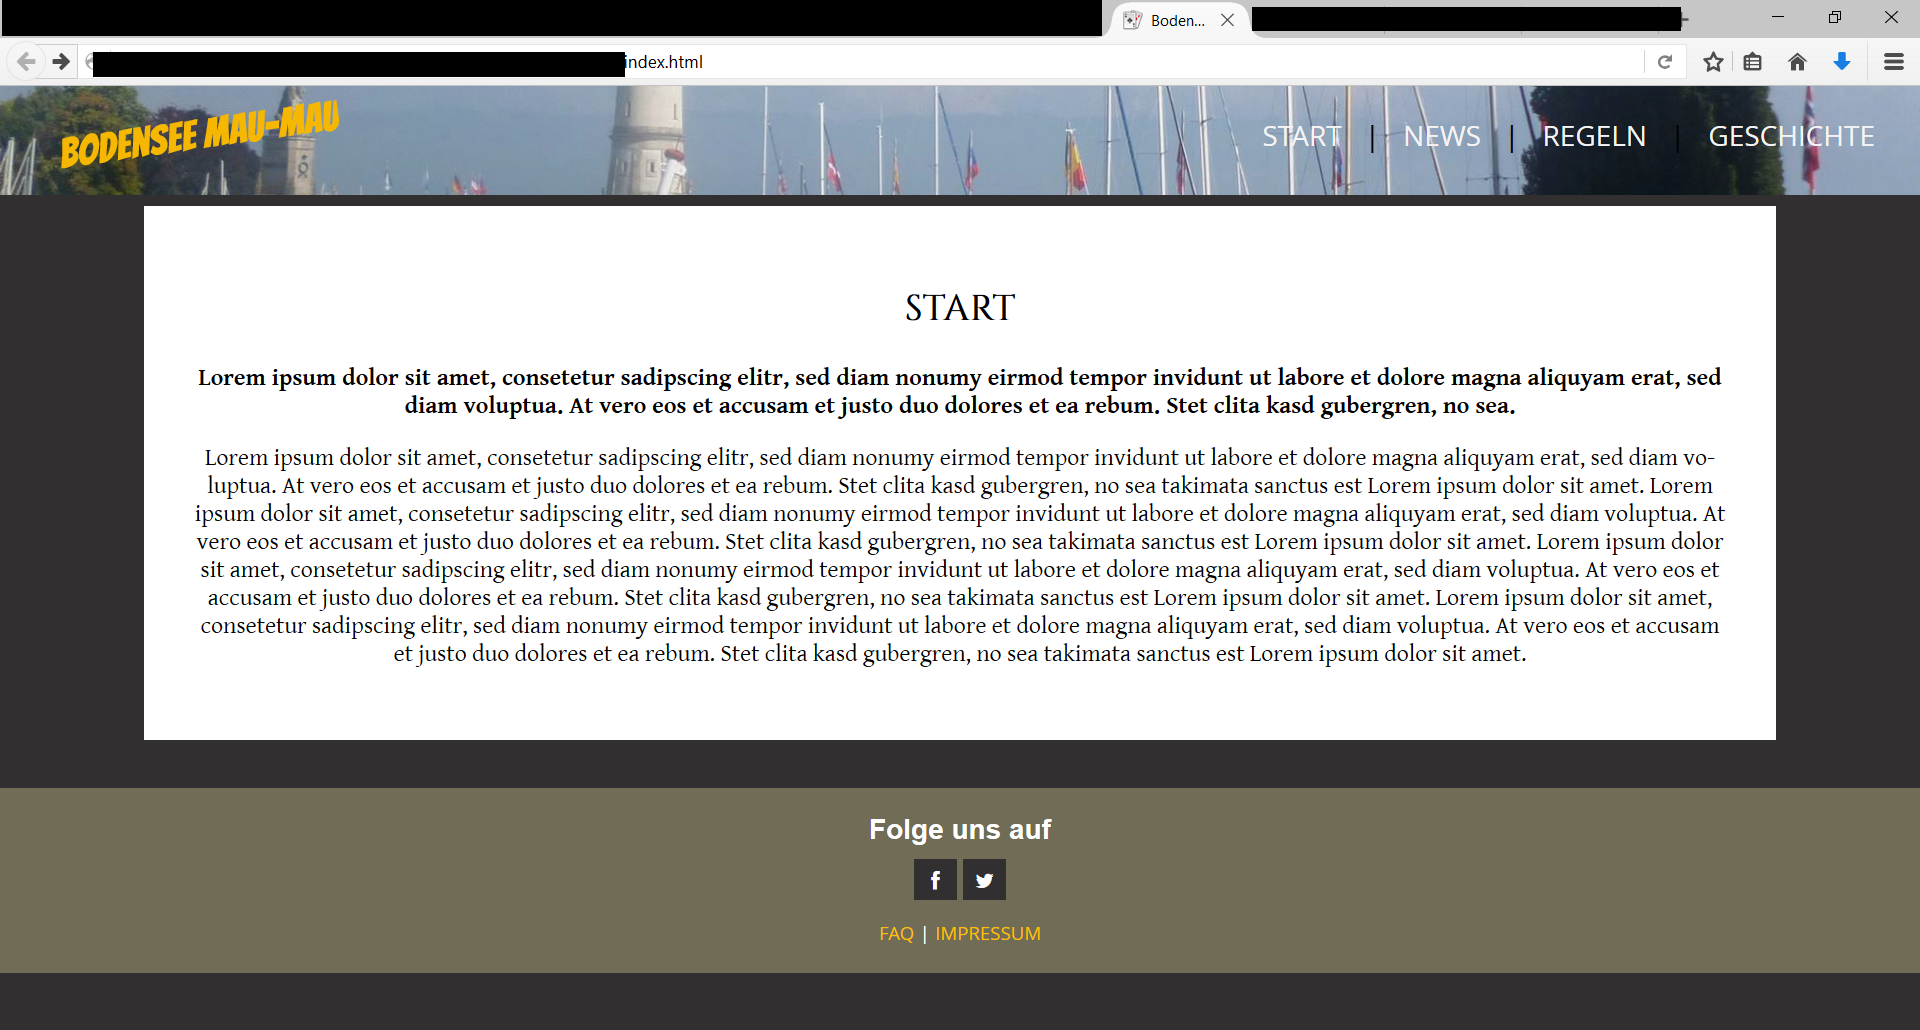 Boden...
index.html
BODENSEE MAU-MAU
START | NEWS | REGELN | GESCHICHTE
START
Lorem ipsum dolor sit amet, consetetur sadipscing elitr, sed diam nonumy eirmod tempor invidunt ut labore et dolore magna aliquyam erat, sed
diam voluptua. At vero eos et accusam et justo duo dolores et ea rebum. Stet clita kasd gubergren, no sea.
Lorem ipsum dolor sit amet, consetetur sadipscing elitr, sed diam nonumy eirmod tempor invidunt ut labore et dolore magna aliquyam erat, sed diam vo-
luptua. At vero eos et accusam et justo duo dolores et ea rebum. Stet clita kasd gubergren, no sea takimata sanctus est Lorem ipsum dolor sit amet. Lorem
ipsum dolor sit amet, consetetur sadipscing elitr, sed diam nonumy eirmod tempor invidunt ut labore et dolore magna aliquyam erat, sed diam voluptua. At
vero eos et accusam et justo duo dolores et ea rebum. Stet clita kasd gubergren, no sea takimata sanctus est Lorem ipsum dolor sit amet. Lorem ipsum dolor
sit amet, consetetur sadipscing elitr, sed diam nonumy eirmod tempor invidunt ut labore et dolore magna aliquyam erat, sed diam voluptua. At vero eos et
accusam et justo duo dolores et ea rebum. Stet clita kasd gubergren, no sea takimata sanctus est Lorem ipsum dolor sit amet. Lorem ipsum dolor sit amet,
consetetur sadipscing elitr, sed diam nonumy eirmod tempor invidunt ut labore et dolore magna aliquyam erat, sed diam voluptua. At vero eos et accusam
et justo duo dolores et ea rebum. Stet clita kasd gubergren, no sea takimata sanctus est Lorem ipsum dolor sit amet.
Folge uns auf
FAQ | IMPRESSUM